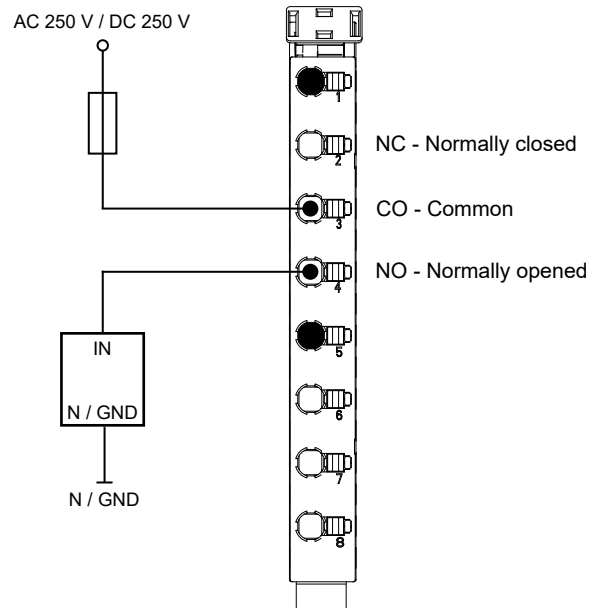 AC 250 V / DC 250 V
1
2
NC - Normally closed
3
CO - Common
4
NO - Normally opened
5
IN
6
N / GND
7
N / GND
8